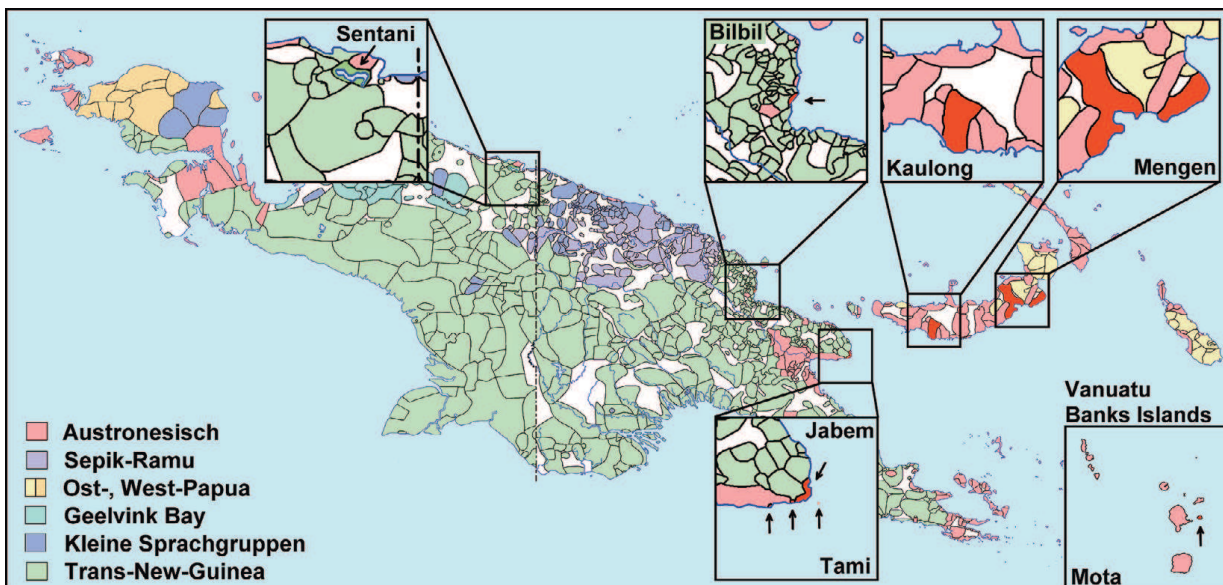 Sentani
Bilbil
Kaulong
Mengen
Vanuatu
Banks Islands
Jabem
Tami
Mota
Austronesisch
Sepik-Ramu
Ost-, West-Papua
Geelvink Bay
Kleine Sprachgruppen
Trans-New-Guinea